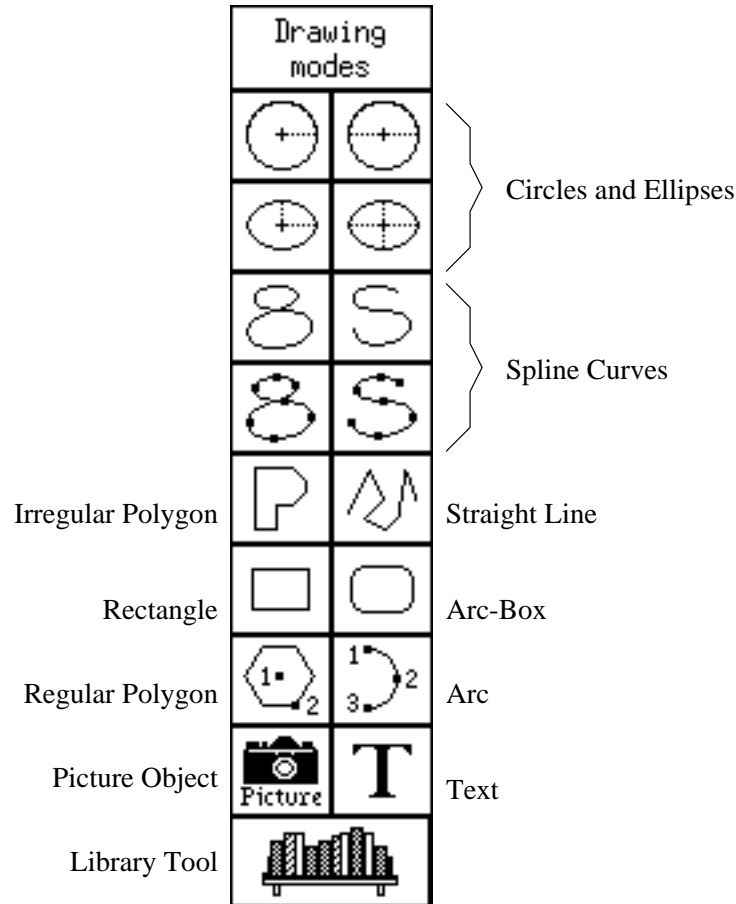 Drawing
modes
Circles and Ellipses
Spline Curves
Irregular Polygon
Straight Line
Rectangle
Arc-Box
1
2
Regular Polygon
1
2
3
Arc
Picture Object
Picture
T
Text
Library Tool